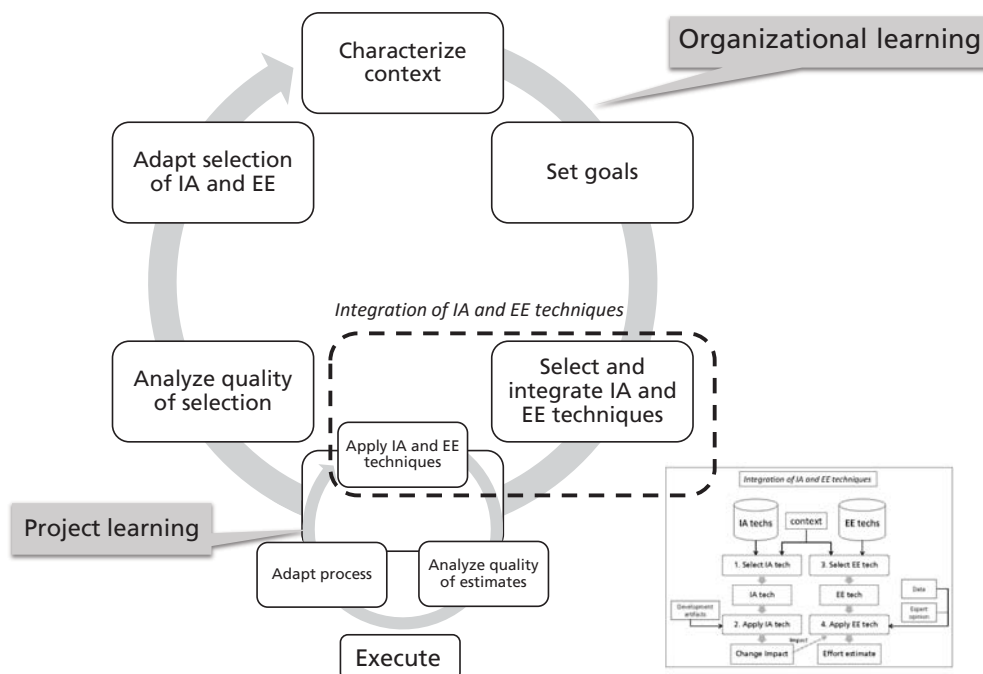 Characterize
context
Organizational learning
Adapt selection
of IA and EE
Set goals
Integration of IA and EE techniques
Analyze quality
of selection
Select and
integrate IA and
EE techniques
Apply IA and EE
techniques
Project learning
Adapt process
Analyze quality
of estimates
Execute
Integration of IA and EE techniques
IA techs
context
EE techs
1. Select IA tech
3. Select EE tech
IA tech
EE tech
Data
Expert
opinion
Development
artifacts
2. Apply IA tech
4. Apply EE tech
Impact
Change Impact
Effort estimate